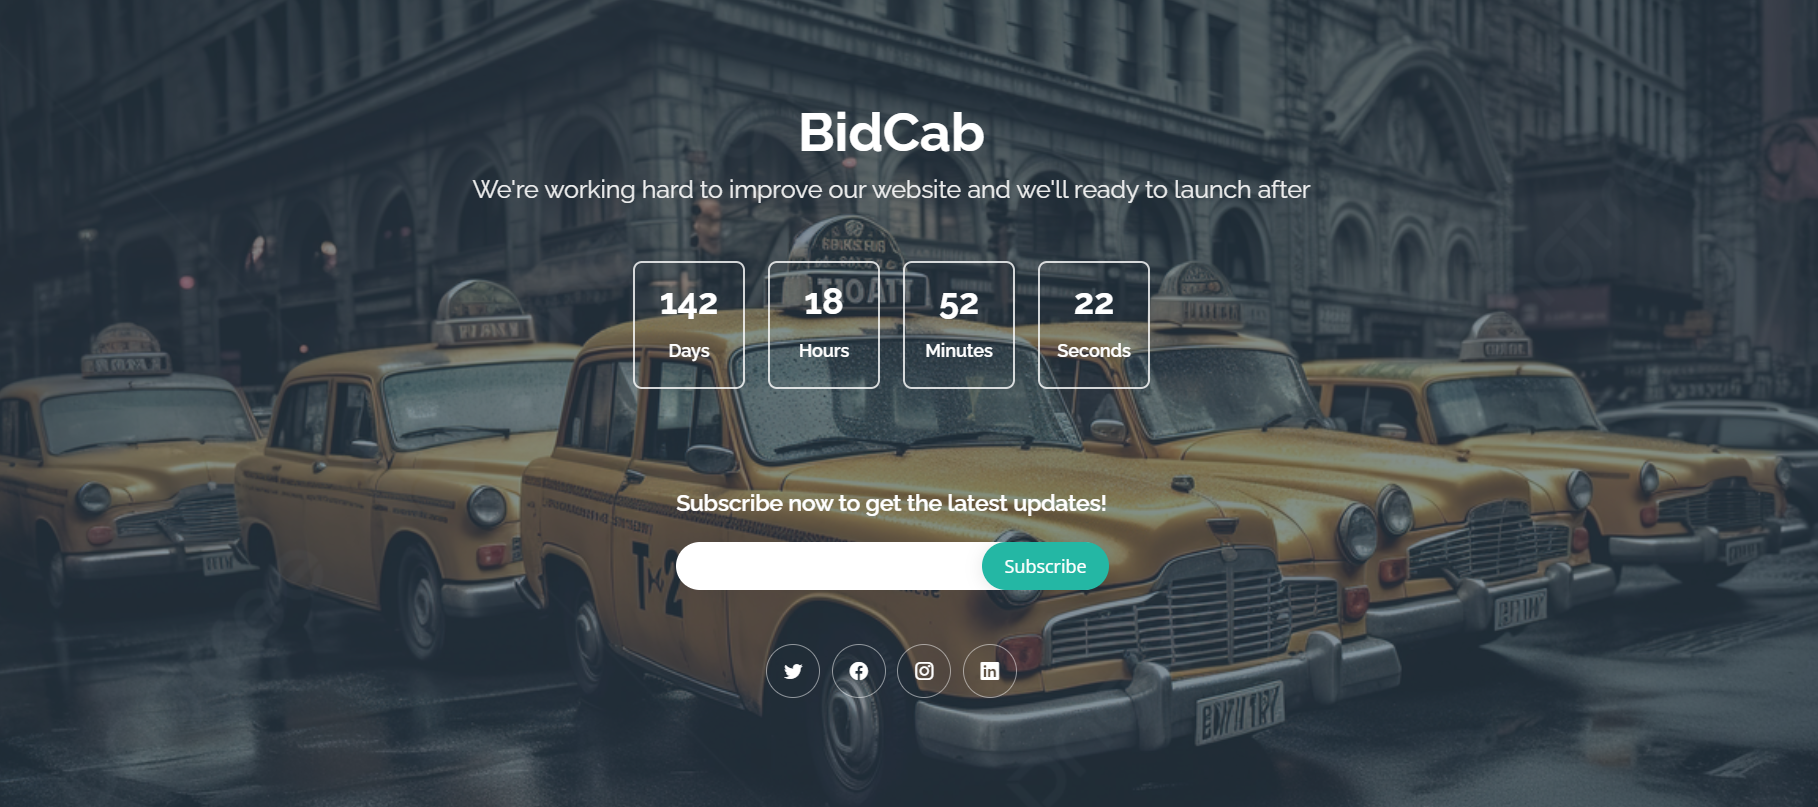 BidCab
We're working hard to improve our website and we'll ready to launch after
142
18
52
22
Days
Hours
Minutes
Seconds
Subscribe now to get the latest updates!
Subscribe